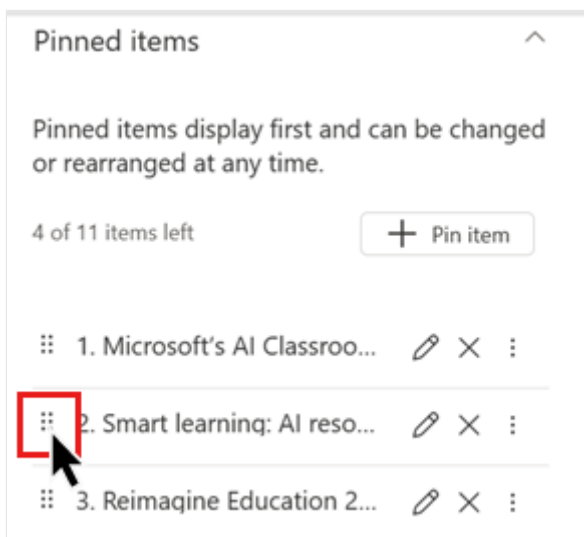 Pinned items
Pinned items display first and can be changed
or rearranged at any time.
4 of 11 items left
Pin item
1. Microsoft's AI Classroo...
2. Smart learning: AI reso...
3. Reimagine Education 2...